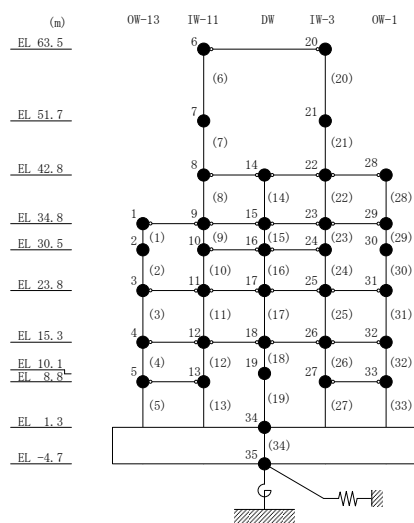 (m) OW-13 IW-11 DW IW-3 OW-1
EL 63.5 6 20
(6) (20)
EL 51.7 7 21
(7) (21)
EL 42.8 8 14 22 28
(8) (14) (22) (28)
EL 34.8 1 9 15 23 29
(1) (9) (15) (23) (29)
EL 30.5 2 10 16 24 30
(2) (10) (16) (24) (30)
EL 23.8 3 11 17 25 31
(3) (11) (17) (25) (31)
EL 15.3 4 12 18 26 32
(4) (12) (18) (26) (32)
EL 10.1 19
EL 8.8 5 13 27 33
(5) (13) (19) (27) (33)
EL 1.3 34
(34)
EL -4.7 35